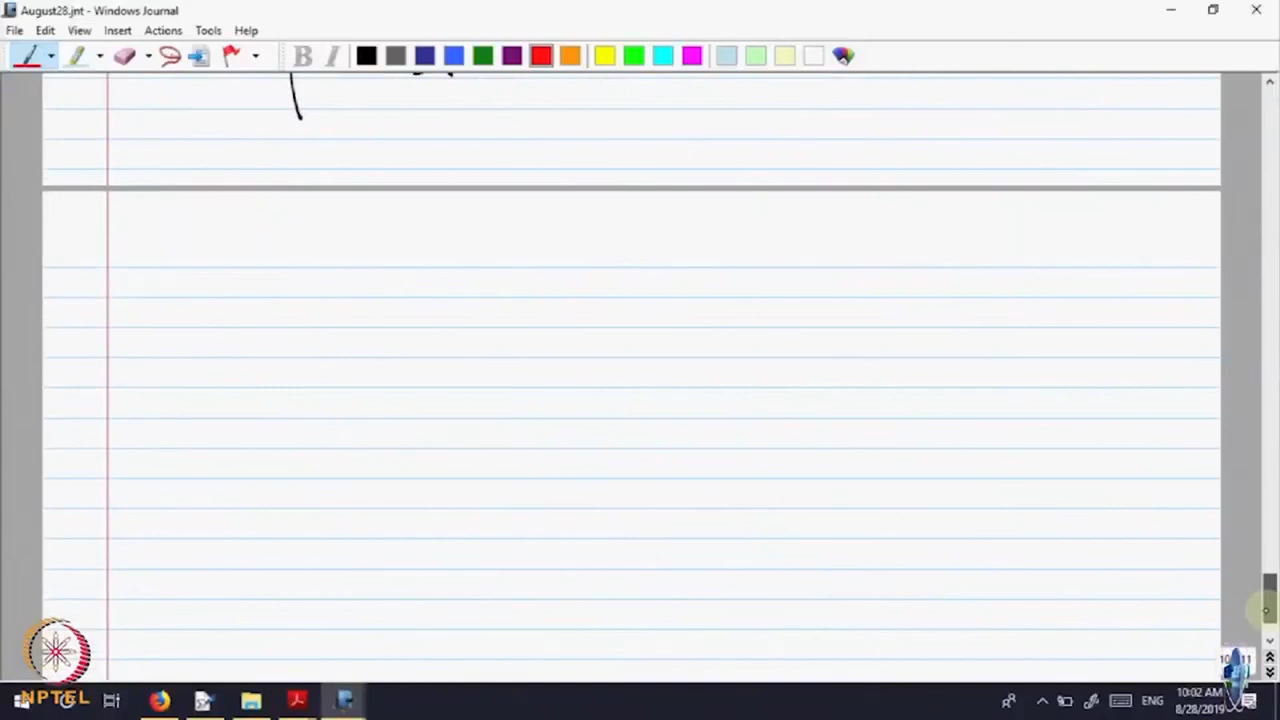 August28.jnt - Windows Journal
File Edit View Insert Actions Tools Help
B I
NPTEL
ENG
10:02 AM
8/28/2019